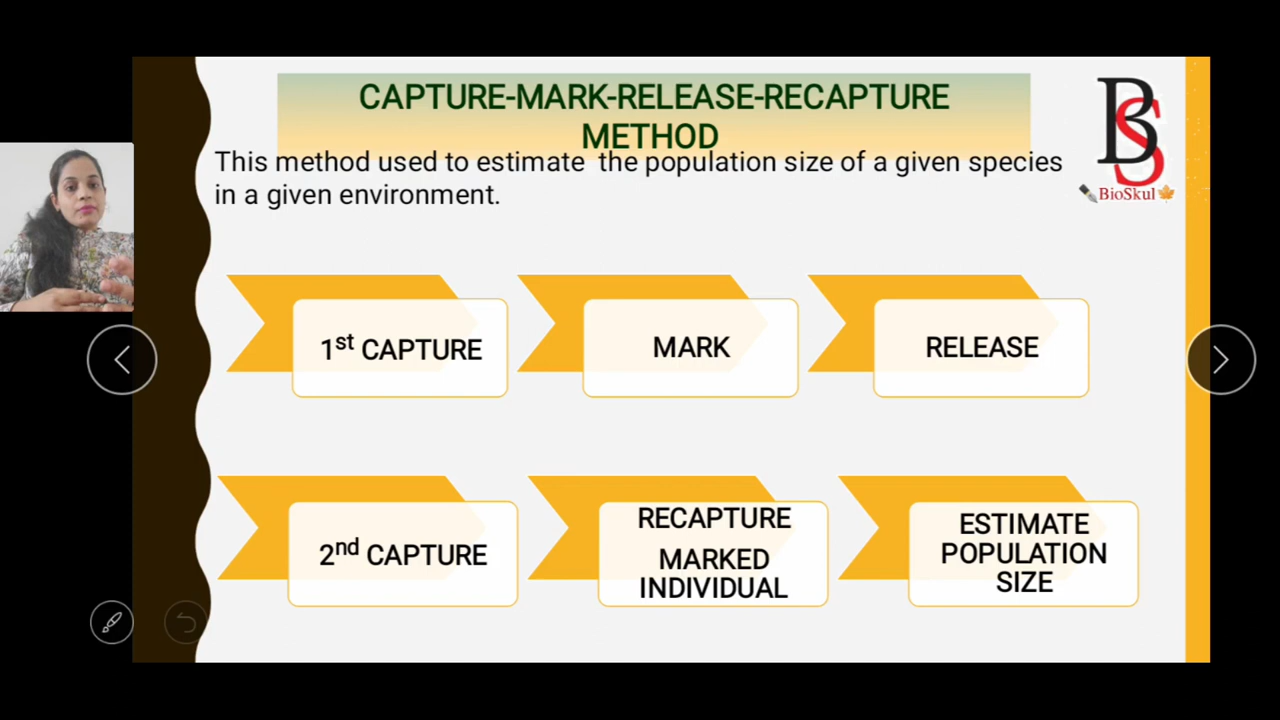 CAPTURE-MARK-RELEASE-RECAPTURE
METHOD
This method used to estimate the population size of a given species
in a given environment.
BS
BioSkul
1st CAPTURE
MARK
RELEASE
2nd CAPTURE
RECAPTURE
MARKED
INDIVIDUAL
ESTIMATE
POPULATION
SIZE